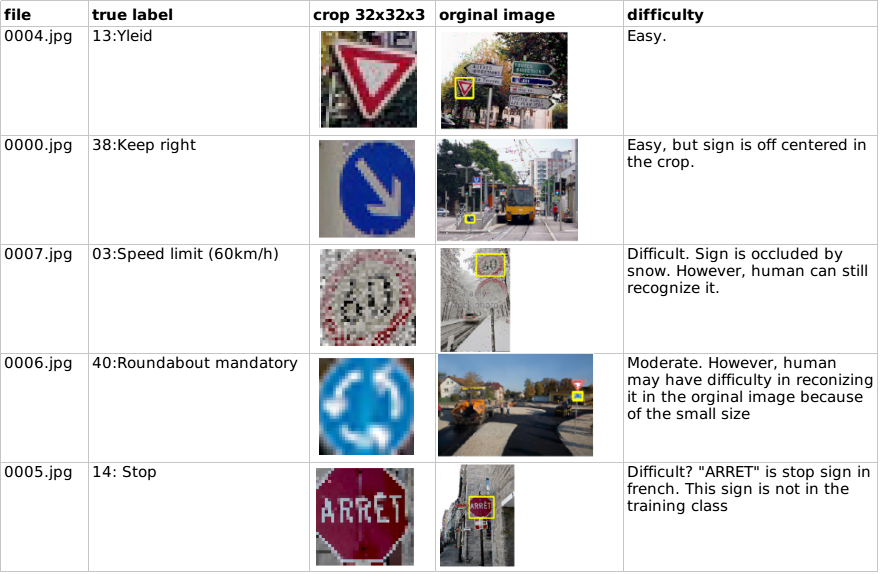 file true label crop 32x32x3 orginal image difficulty
0004.jpg 13:Yleid Easy.
0000.jpg 38:Keep right Easy, but sign is off centered in
the crop.
0007.jpg 03:Speed limit (60km/h) Difficult. Sign is occluded by
snow. However, human can still
recognize it.
60
0006.jpg 40:Roundabout mandatory Moderate. However, human
may have difficulty in reconizing
it in the orginal image because
of the small size
0005.jpg 14: Stop Difficult? "ARRET" is stop sign in
french. This sign is not in the
training class
ARRÊT
ARRÊT